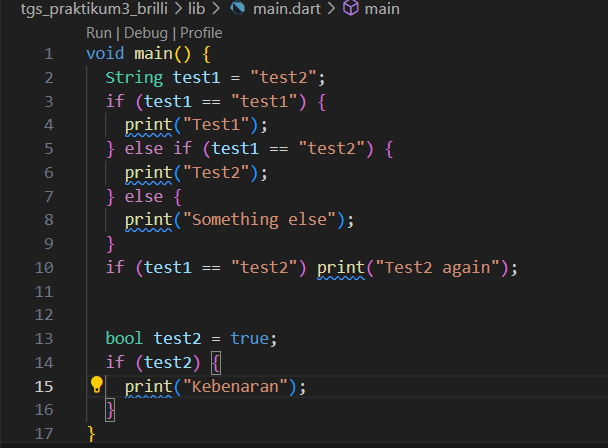 tgs_praktikum3_brilli > lib > main.dart > main
Run | Debug | Profile
1 void main() {
2   String test1 = "test2";
3   if (test1 == "test1") {
4     print("Test1");
5   } else if (test1 == "test2") {
6     print("Test2");
7   } else {
8     print("Something else");
9   }
10   if (test1 == "test2") print("Test2 again");
11
12
13   bool test2 = true;
14   if (test2) {
15     print("Kebenaran");
16   }
17 }